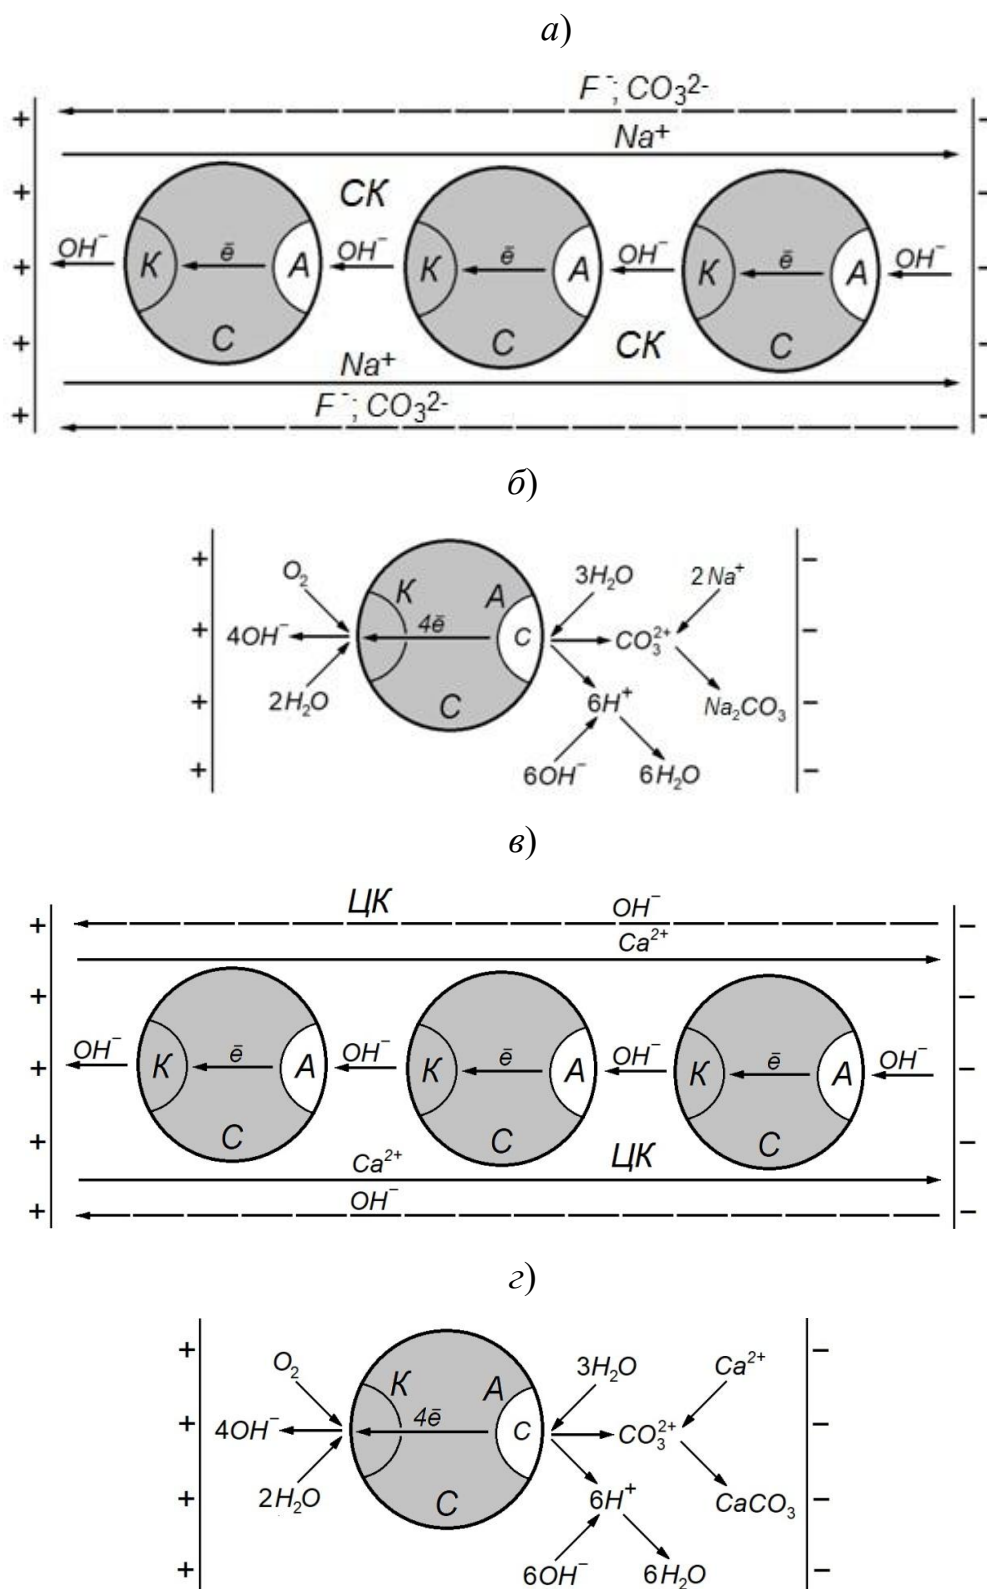 а)
F⁻; CO₃²⁻
Na⁺
СК
+ OH⁻ К ē А OH⁻ К ē А OH⁻ К ē А OH⁻ –
С С СК С
Na⁺
F⁻; CO₃²⁻
+ + + + + – – – – –
б)
O₂ К А 3H₂O 2Na⁺
4OH⁻ 4ē С CO₃²⁺
2H₂O С 6H⁺ Na₂CO₃
6OH⁻ 6H₂O
+ + + + – – – –
в)
ЦК OH⁻
Ca²⁺
+ OH⁻ К ē А OH⁻ К ē А OH⁻ К ē А OH⁻ –
С С С
Ca²⁺ ЦК
OH⁻
+ + + + + – – – – –
г)
O₂ К А 3H₂O Ca²⁺
4OH⁻ 4ē С CO₃²⁺
2H₂O С 6H⁺ CaCO₃
6OH⁻ 6H₂O
+ + + + – – – –